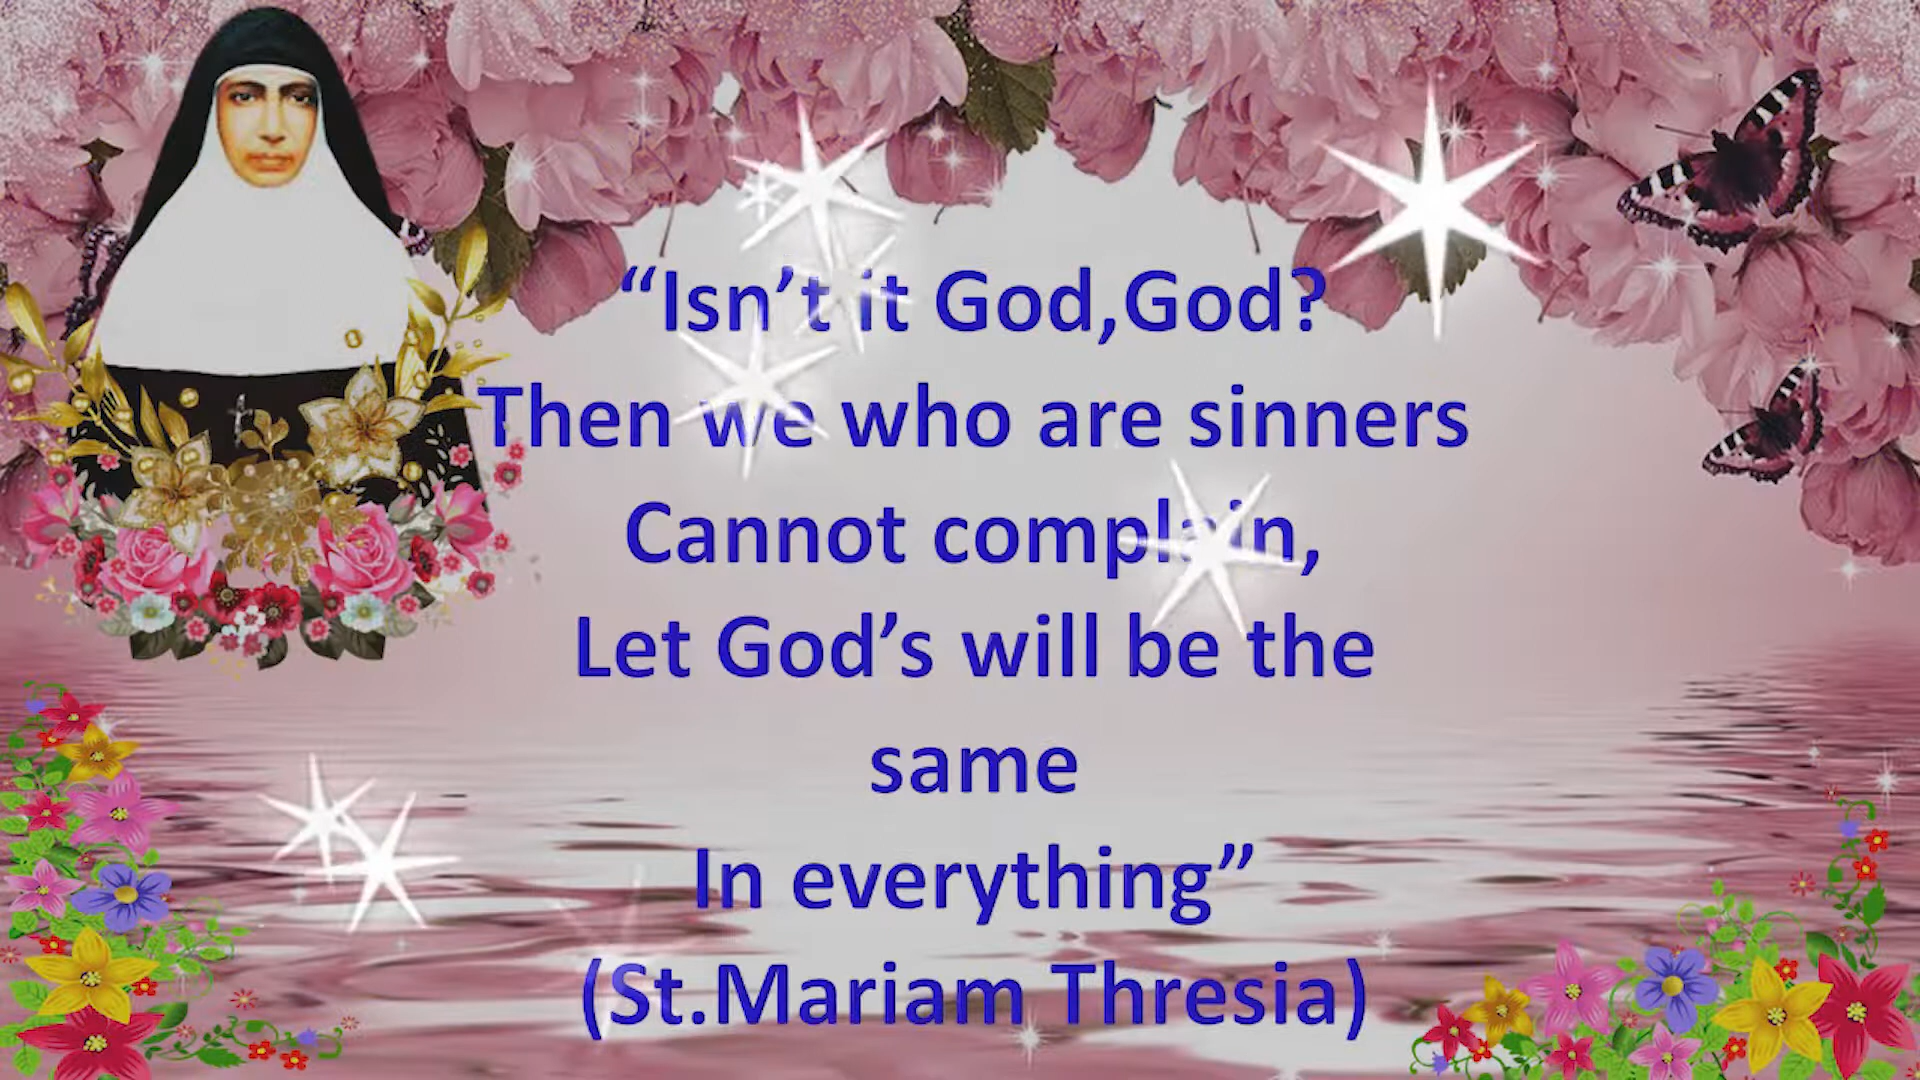 “Isn’t it God,God?
Then we who are sinners
Cannot complain,
Let God’s will be the
same
In everything”
(St.Mariam Thresia)